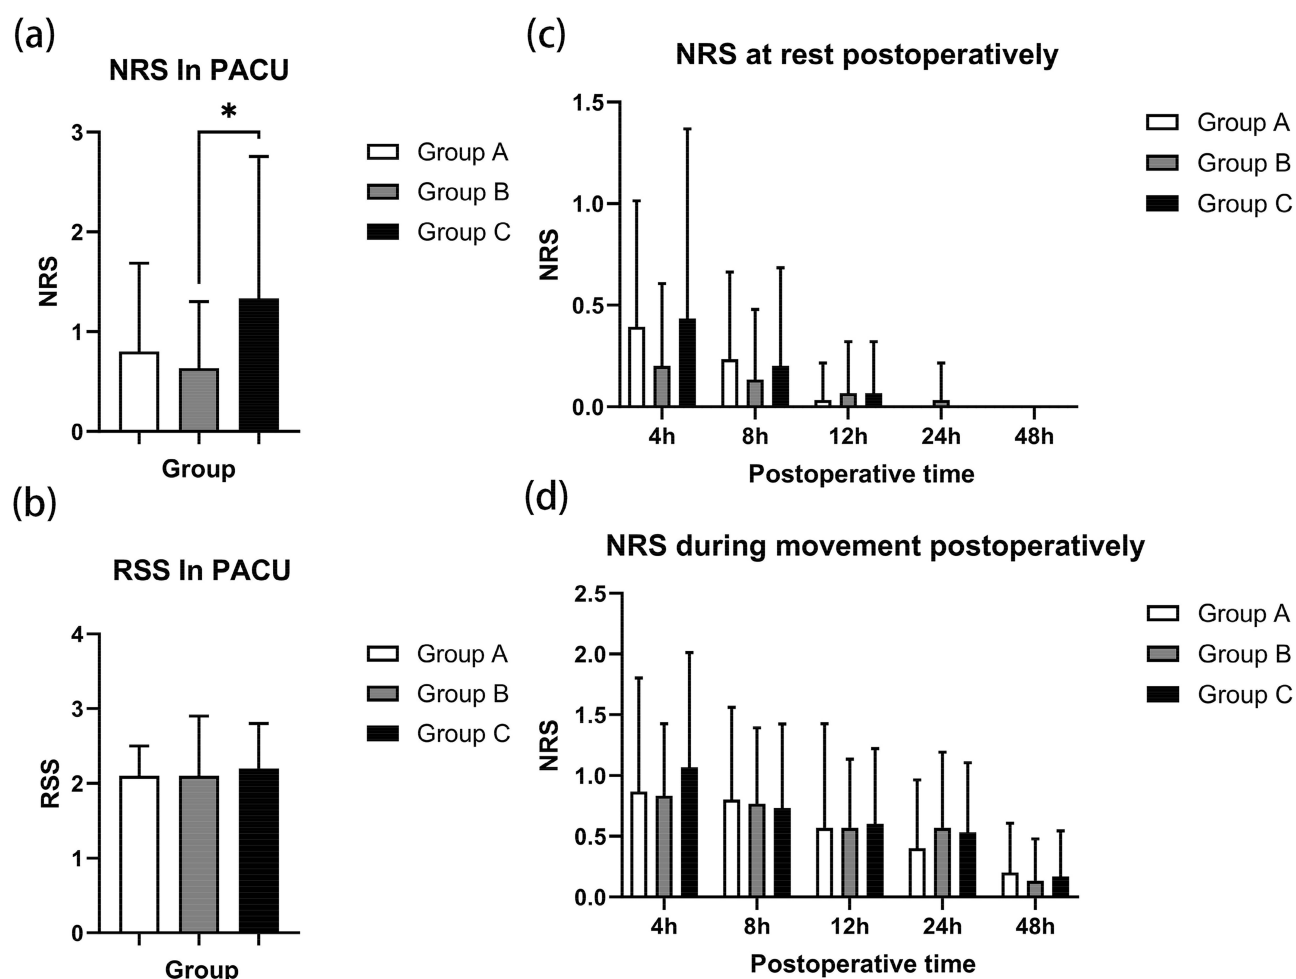 (a)
NRS In PACU
*
3
2
1
0
NRS
Group
Group A
Group B
Group C
(b)
RSS In PACU
4
3
2
1
0
RSS
Group
Group A
Group B
Group C
(c)
NRS at rest postoperatively
1.5
1.0
0.5
0.0
NRS
4h 8h 12h 24h 48h
Postoperative time
Group A
Group B
Group C
(d)
NRS during movement postoperatively
2.5
2.0
1.5
1.0
0.5
0.0
NRS
4h 8h 12h 24h 48h
Postoperative time
Group A
Group B
Group C